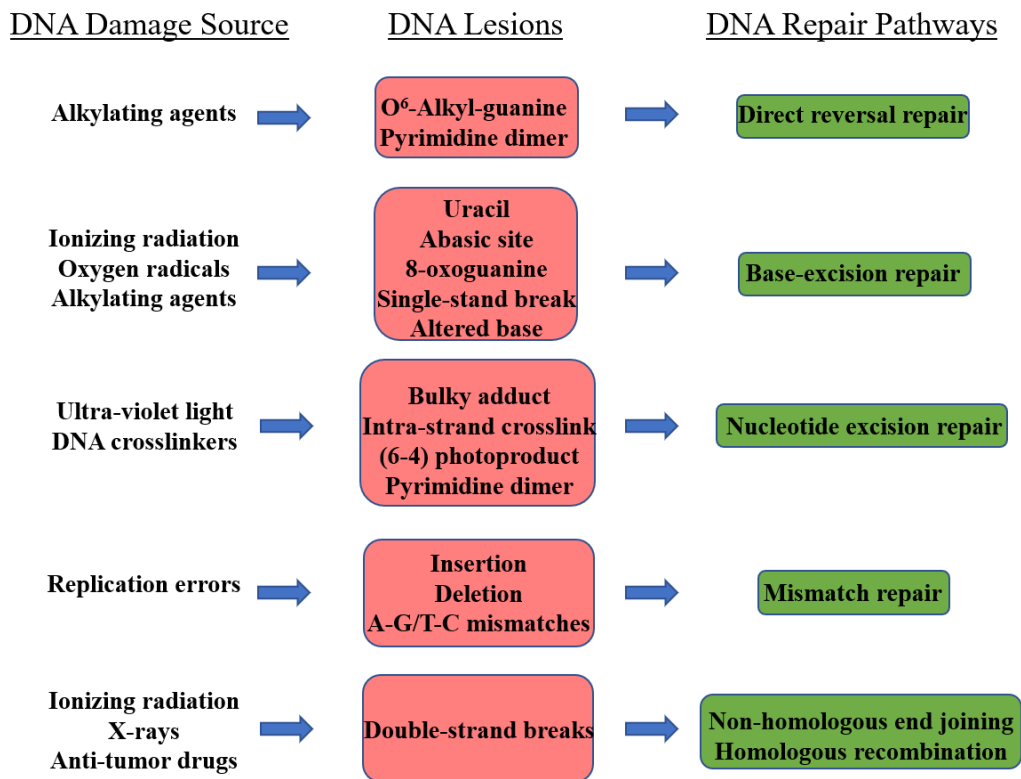 DNA Damage Source
DNA Lesions
DNA Repair Pathways
Alkylating agents
O⁶-Alkyl-guanine
Pyrimidine dimer
Direct reversal repair
Ionizing radiation
Oxygen radicals
Alkylating agents
Uracil
Abasic site
8-oxoguanine
Single-stand break
Altered base
Base-excision repair
Ultra-violet light
DNA crosslinkers
Bulky adduct
Intra-strand crosslink
(6-4) photoproduct
Pyrimidine dimer
Nucleotide excision repair
Replication errors
Insertion
Deletion
A-G/T-C mismatches
Mismatch repair
Ionizing radiation
X-rays
Anti-tumor drugs
Double-strand breaks
Non-homologous end joining
Homologous recombination